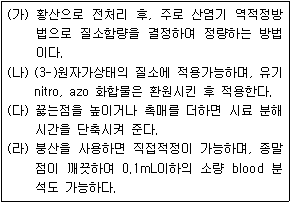 (가) 황산으로 전처리 후, 주로 산염기 역적정방
법으로 질소함량을 결정하여 정량하는 방법
이다.
(나) (3-)원자가상태의 질소에 적용가능하며, 유기
nitro, azo 화합물은 환원시킨 후 적용한다.
(다) 끓는점을 높이거나 촉매를 더하면 시료 분해
시간을 단축시켜 준다.
(라) 붕산을 사용하면 직접적정이 가능하며, 종말
점이 깨끗하여 0.1mL이하의 소량 blood 분
석도 가능하다.